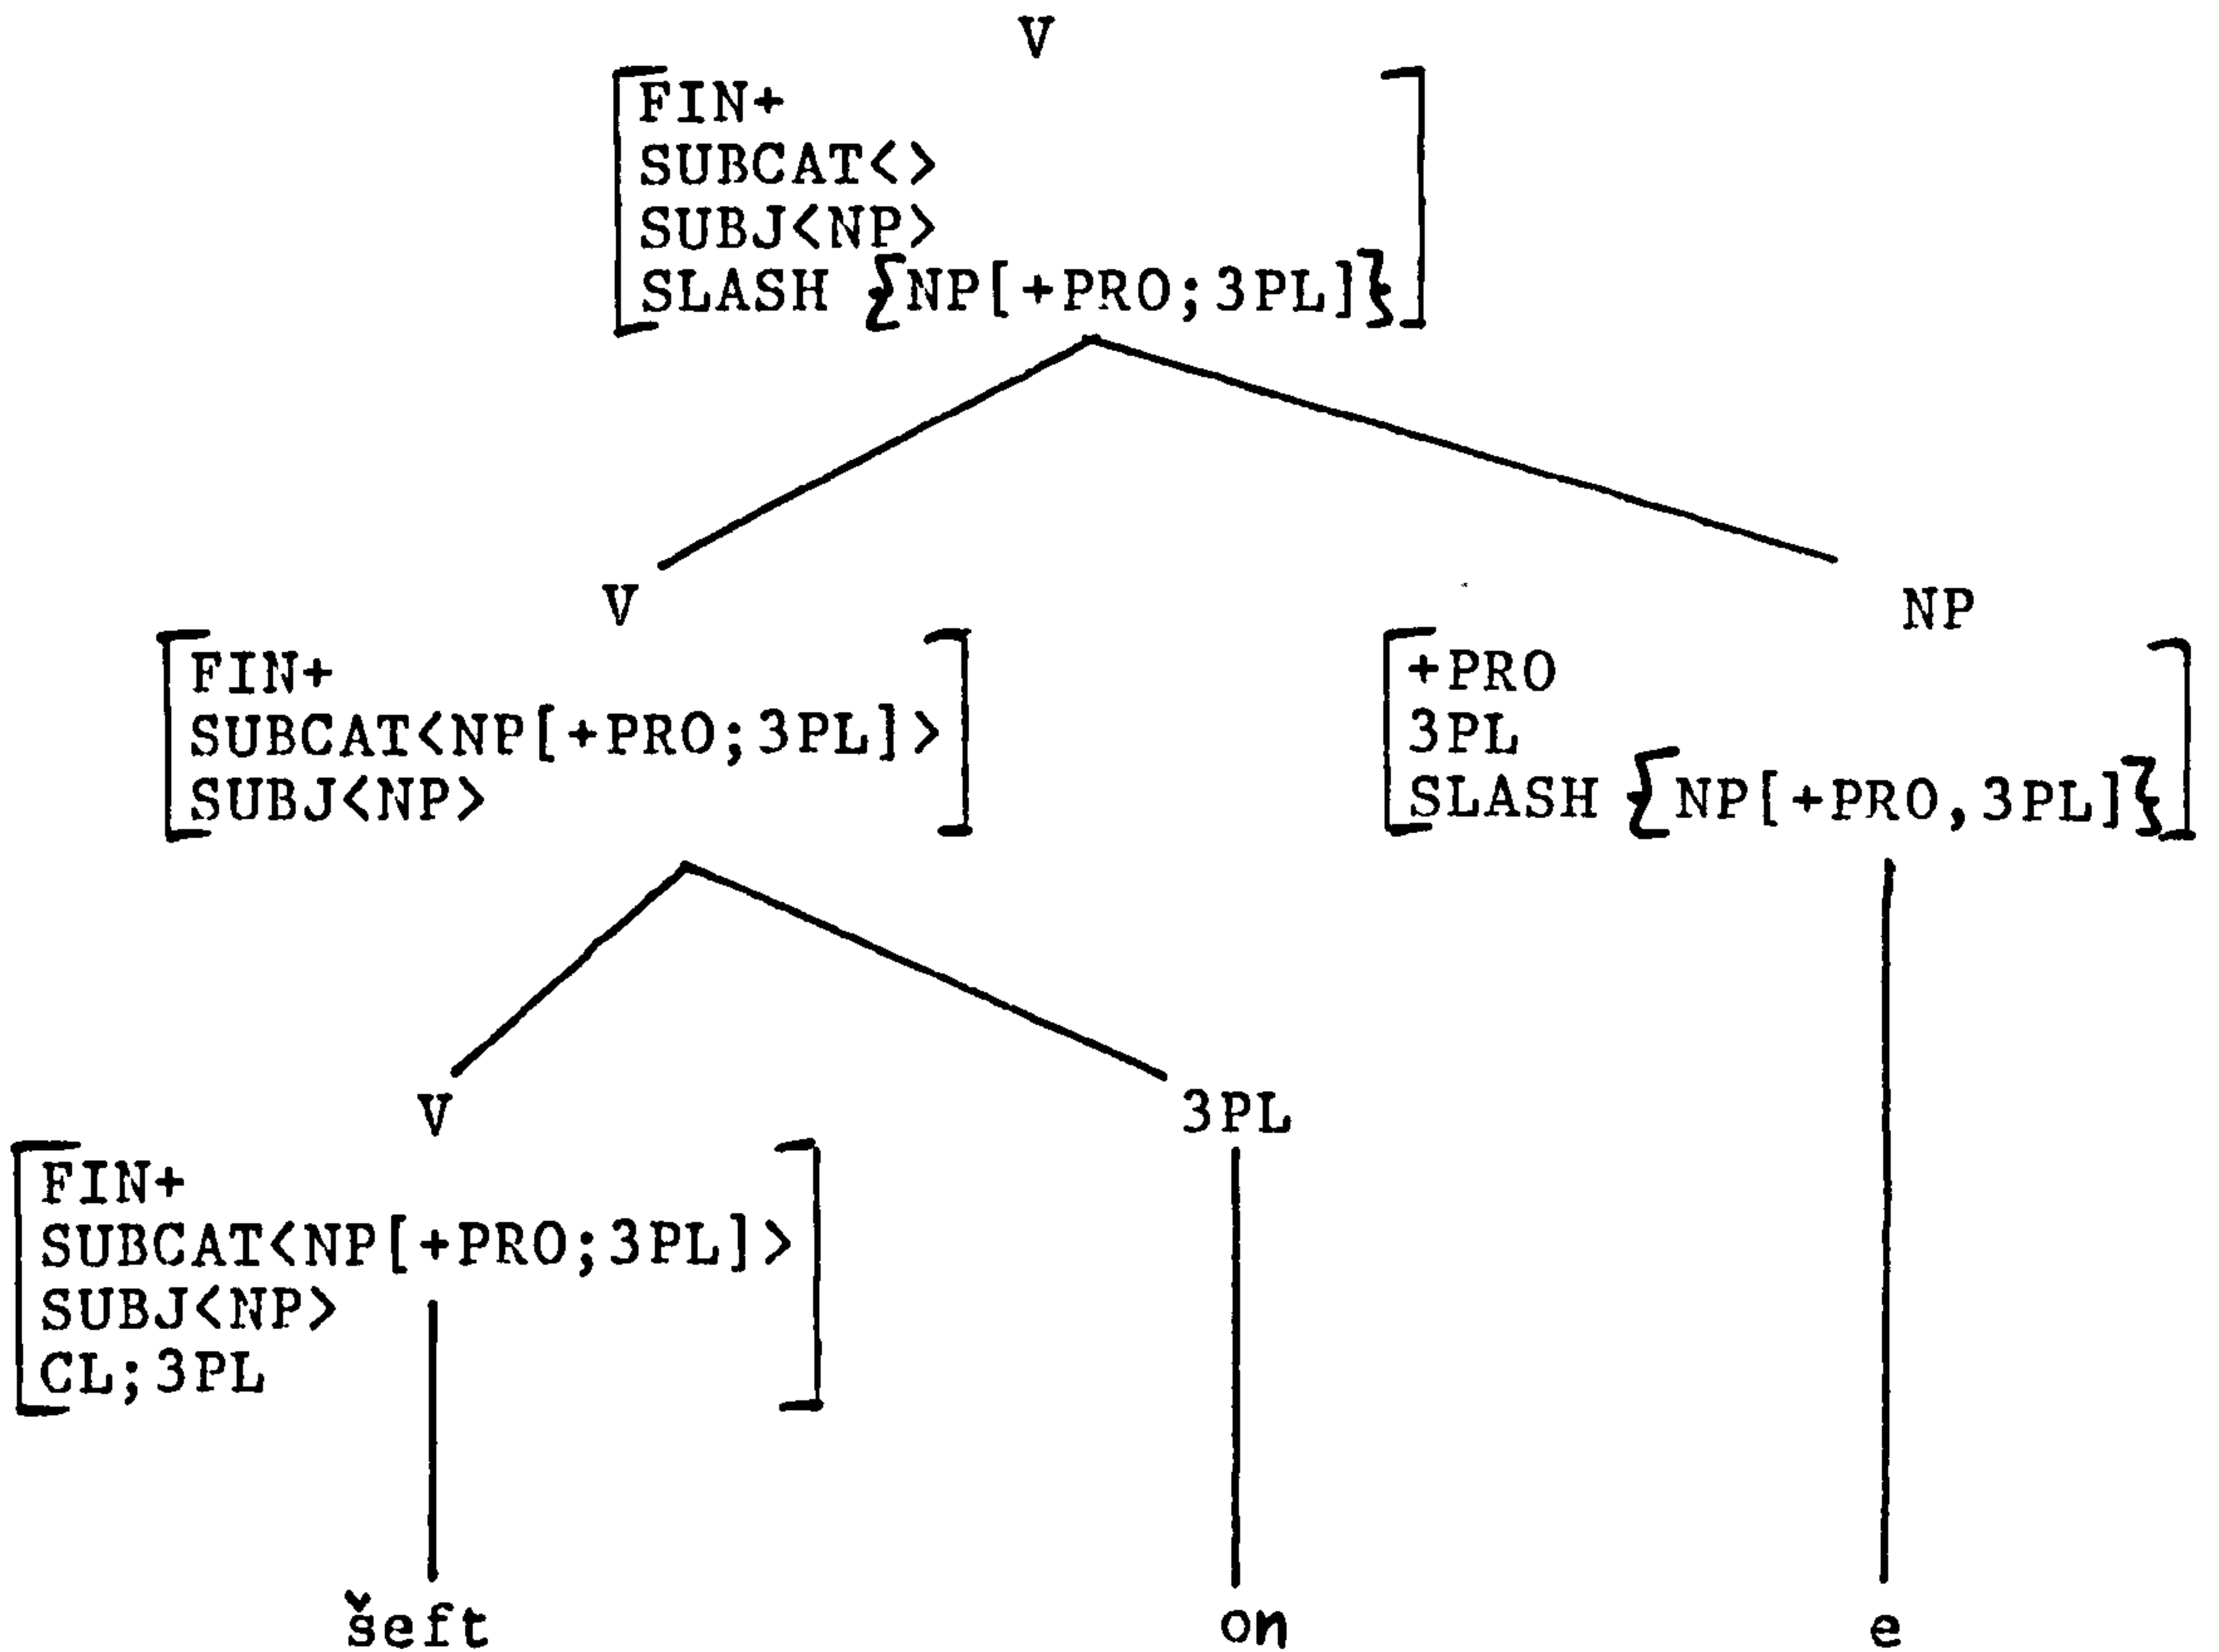 V
FIN+
SUBCAT<>
SUBJ<NP>
SLASH {NP[+PRO;3PL]}
V
FIN+
SUBCAT<NP[+PRO;3PL]>
SUBJ<NP>
NP
+PRO
3PL
SLASH {NP[+PRO,3PL]}
V
FIN+
SUBCAT<NP[+PRO;3PL]>
SUBJ<NP>
CL;3PL
3PL
šeft on e